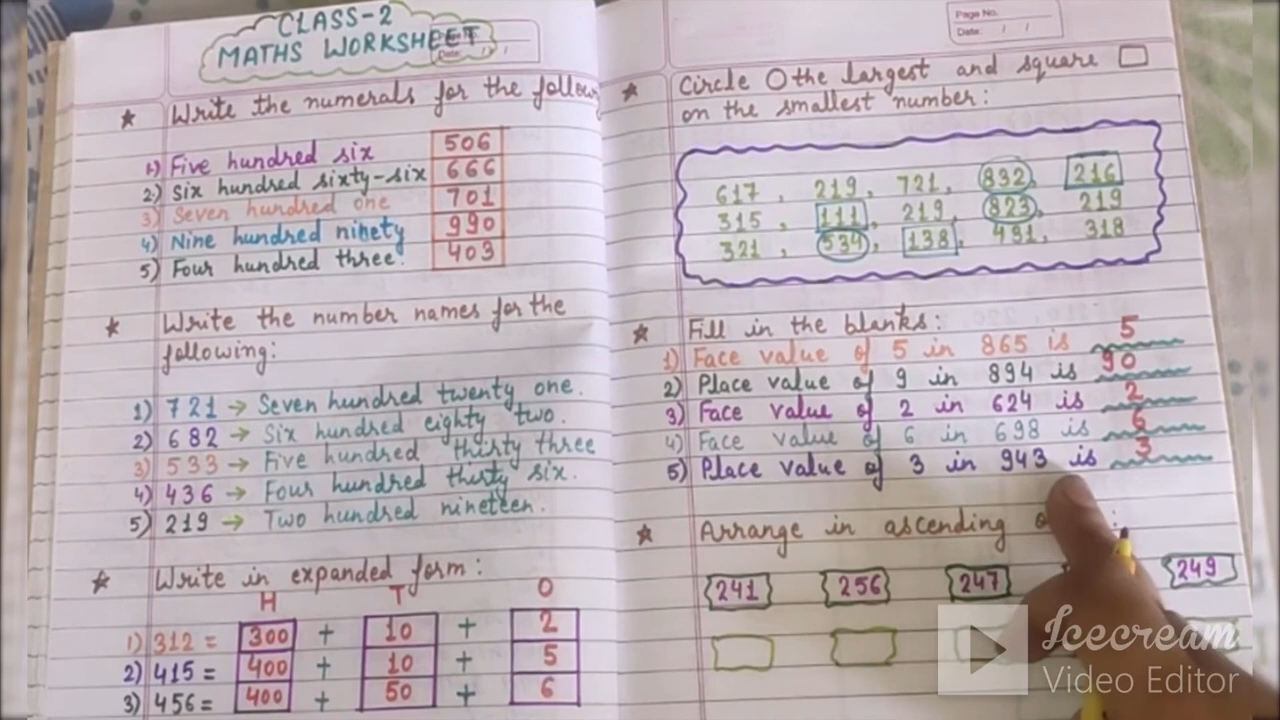 CLASS-2
MATHS WORKSHEET
Date: / /
★ Write the numerals for the
1) Five hundred six 506
2) Six hundred sixty-six 666
3) Seven hundred one 701
4) Nine hundred ninety 990
5) Four hundred three. 403
★ Write the number names for the
following:
1) 721 → Seven hundred twenty one.
2) 682 → Six hundred eighty two.
3) 533 → Five hundred thirty three
4) 436 → Four hundred thirty six.
5) 219 → Two hundred nineteen.
★ Write in expanded form:
H T O
1) 312 = 300 + 10 + 2
2) 415 = 400 + 10 + 5
3) 456 = 400 + 50 + 6
Page No.
Date: / /
★ Circle O the largest and square □
on the smallest number:
617, 219, 721, 832, 216
315, 111, 219, 823, 219
321, 534, 138, 491, 318
★ Fill in the blanks:
1) Face value of 5 in 865 is 5
2) Place value of 9 in 894 is 90
3) Face value of 2 in 624 is 2
4) Face value of 6 in 698 is 6
5) Place value of 3 in 943 is 3
★ Arrange in ascending
241 256 247 249
Icecream
Video Editor